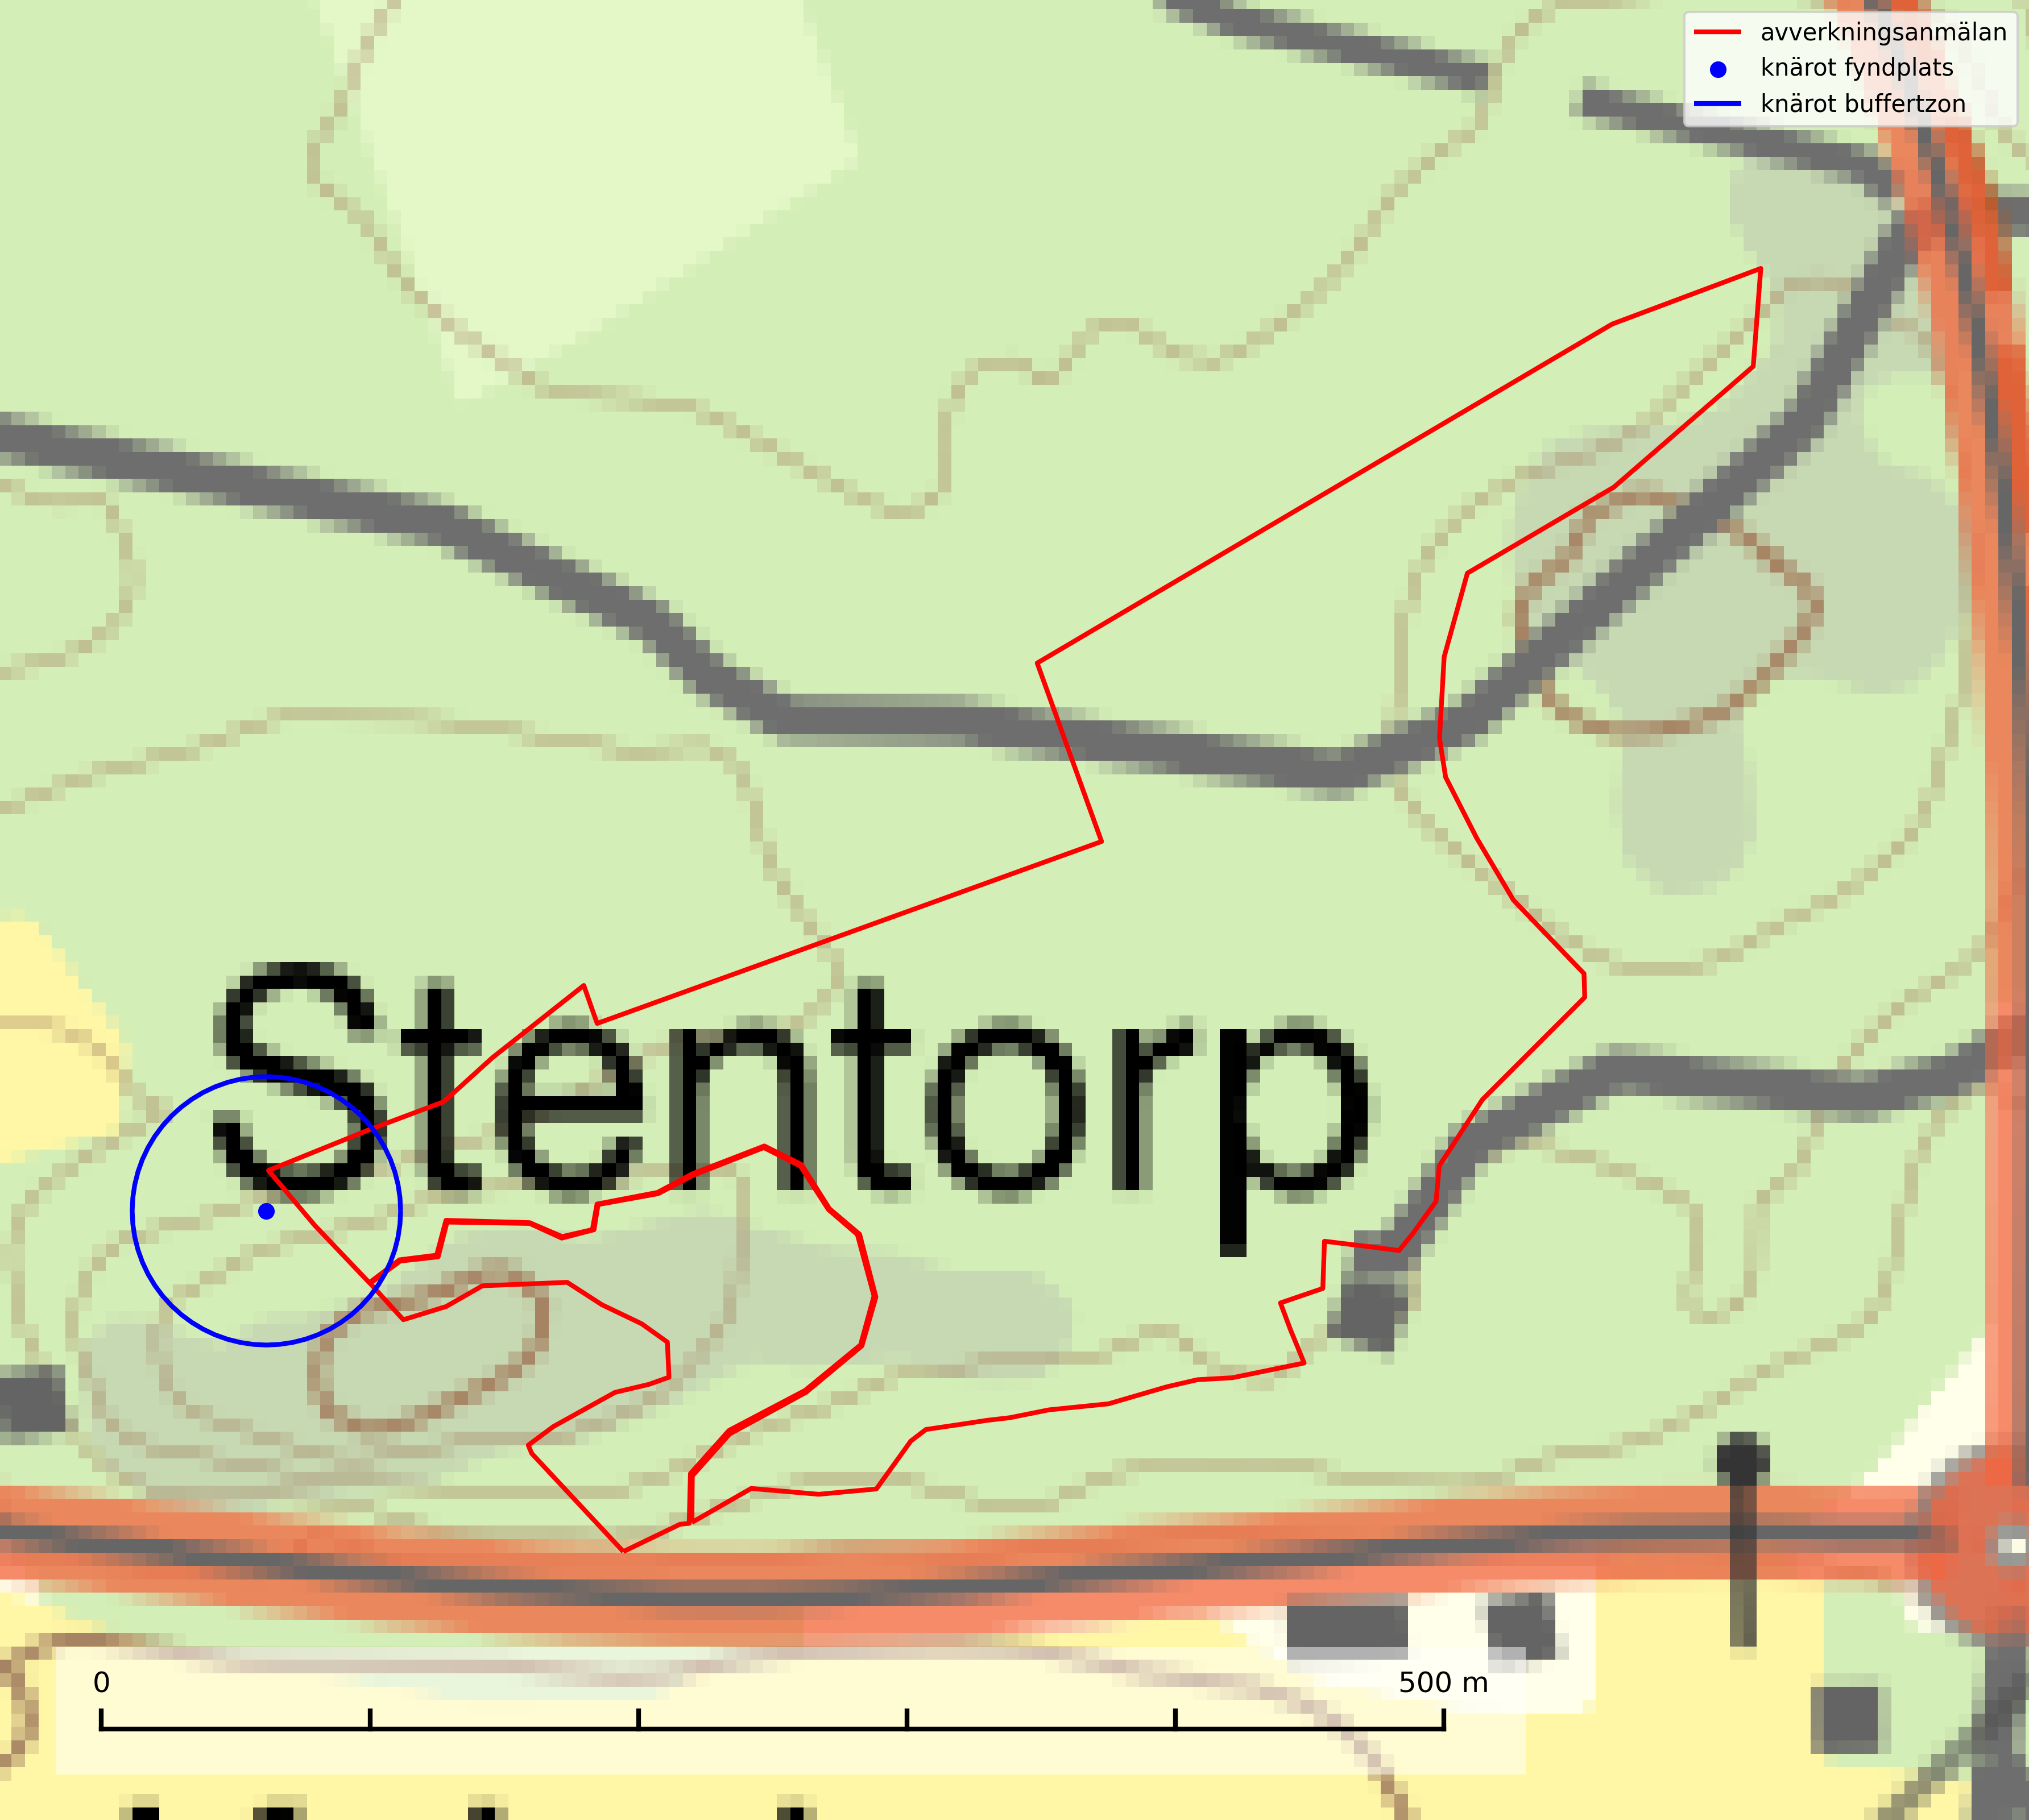 avverkningsanmälan
knärot fyndplats
knärot buffertzon
Stentorp
0 500 m